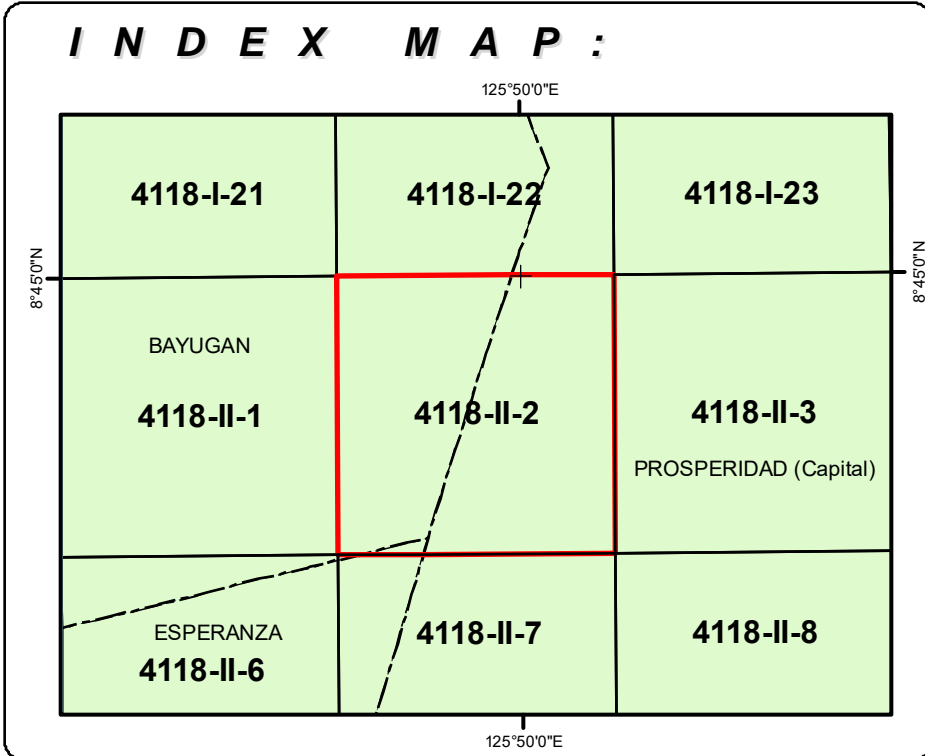 INDEX MAP:
125°50'0"E
4118-I-21
4118-I-22
4118-I-23
8°45'0"N
8°45'0"N
BAYUGAN
4118-II-1
4118-II-2
4118-II-3
PROSPERIDAD (Capital)
ESPERANZA
4118-II-6
4118-II-7
4118-II-8
125°50'0"E